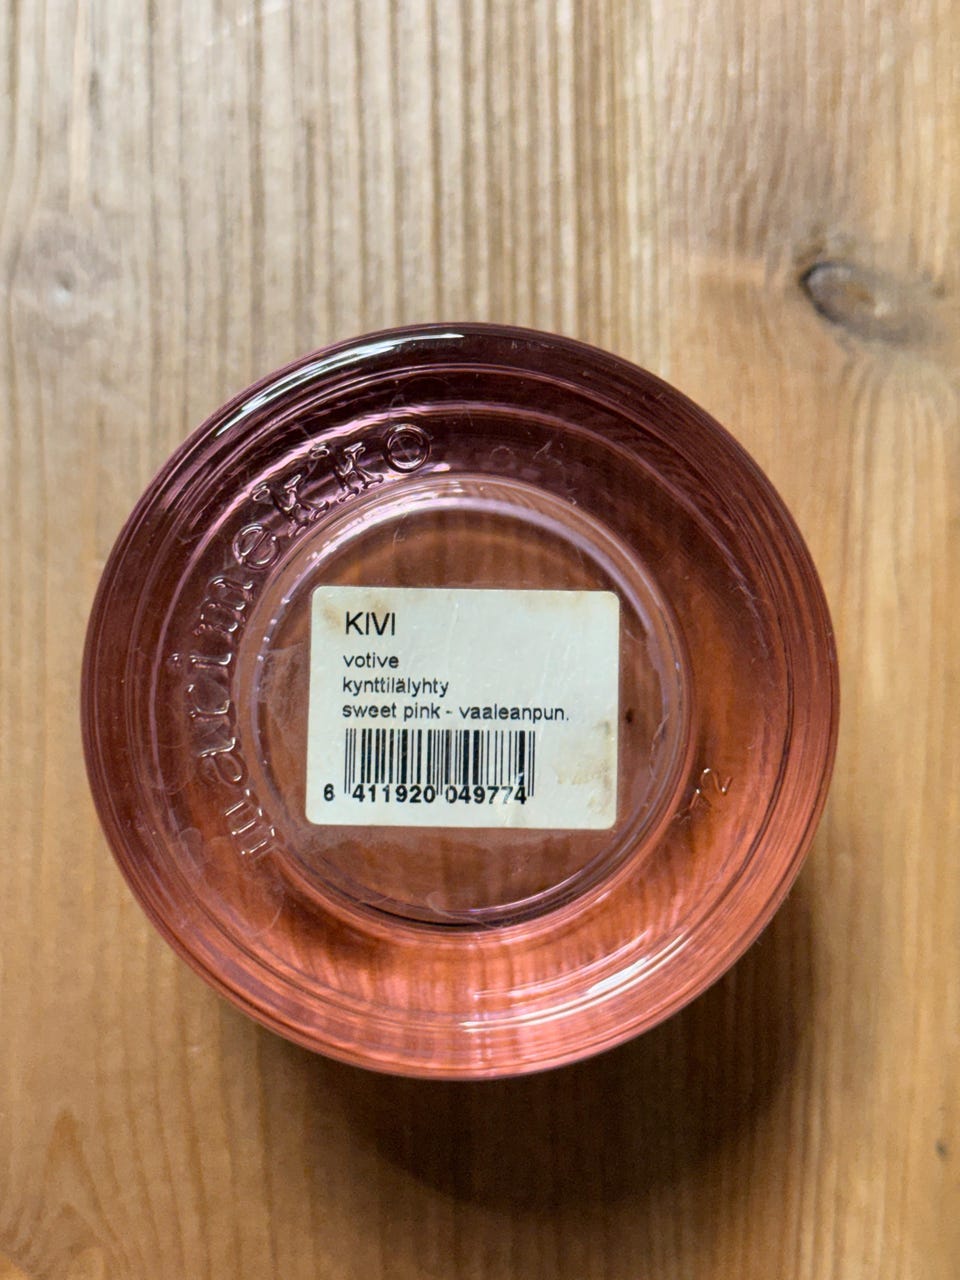 marimekko
KIVI
votive
kynttilälyhty
sweet pink - vaaleanpun.
6 411920 049774